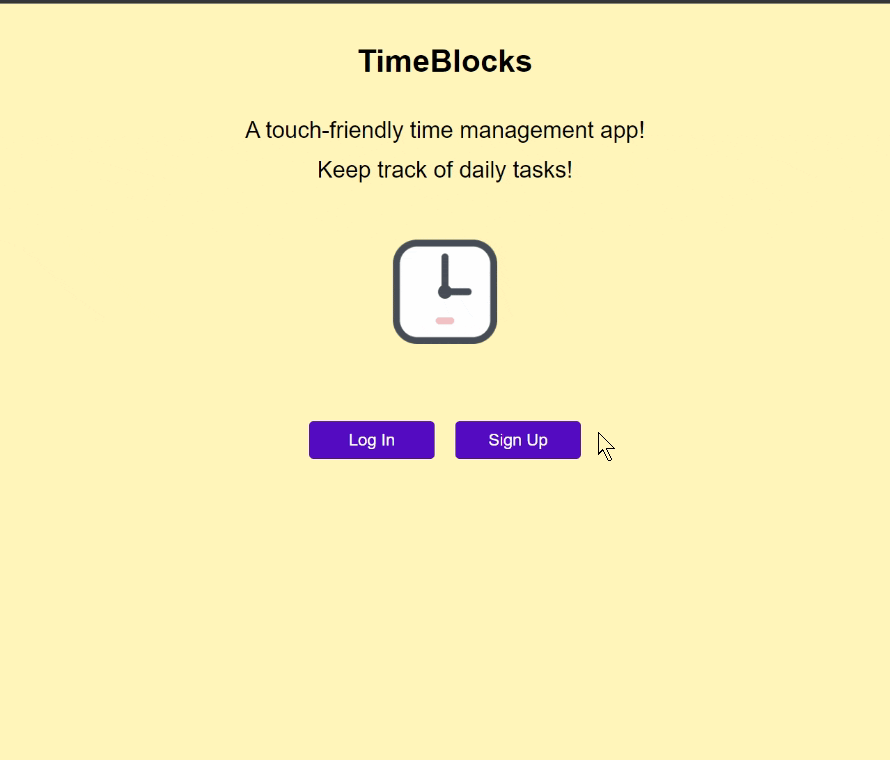 TimeBlocks
A touch-friendly time management app!
Keep track of daily tasks!
Log In
Sign Up